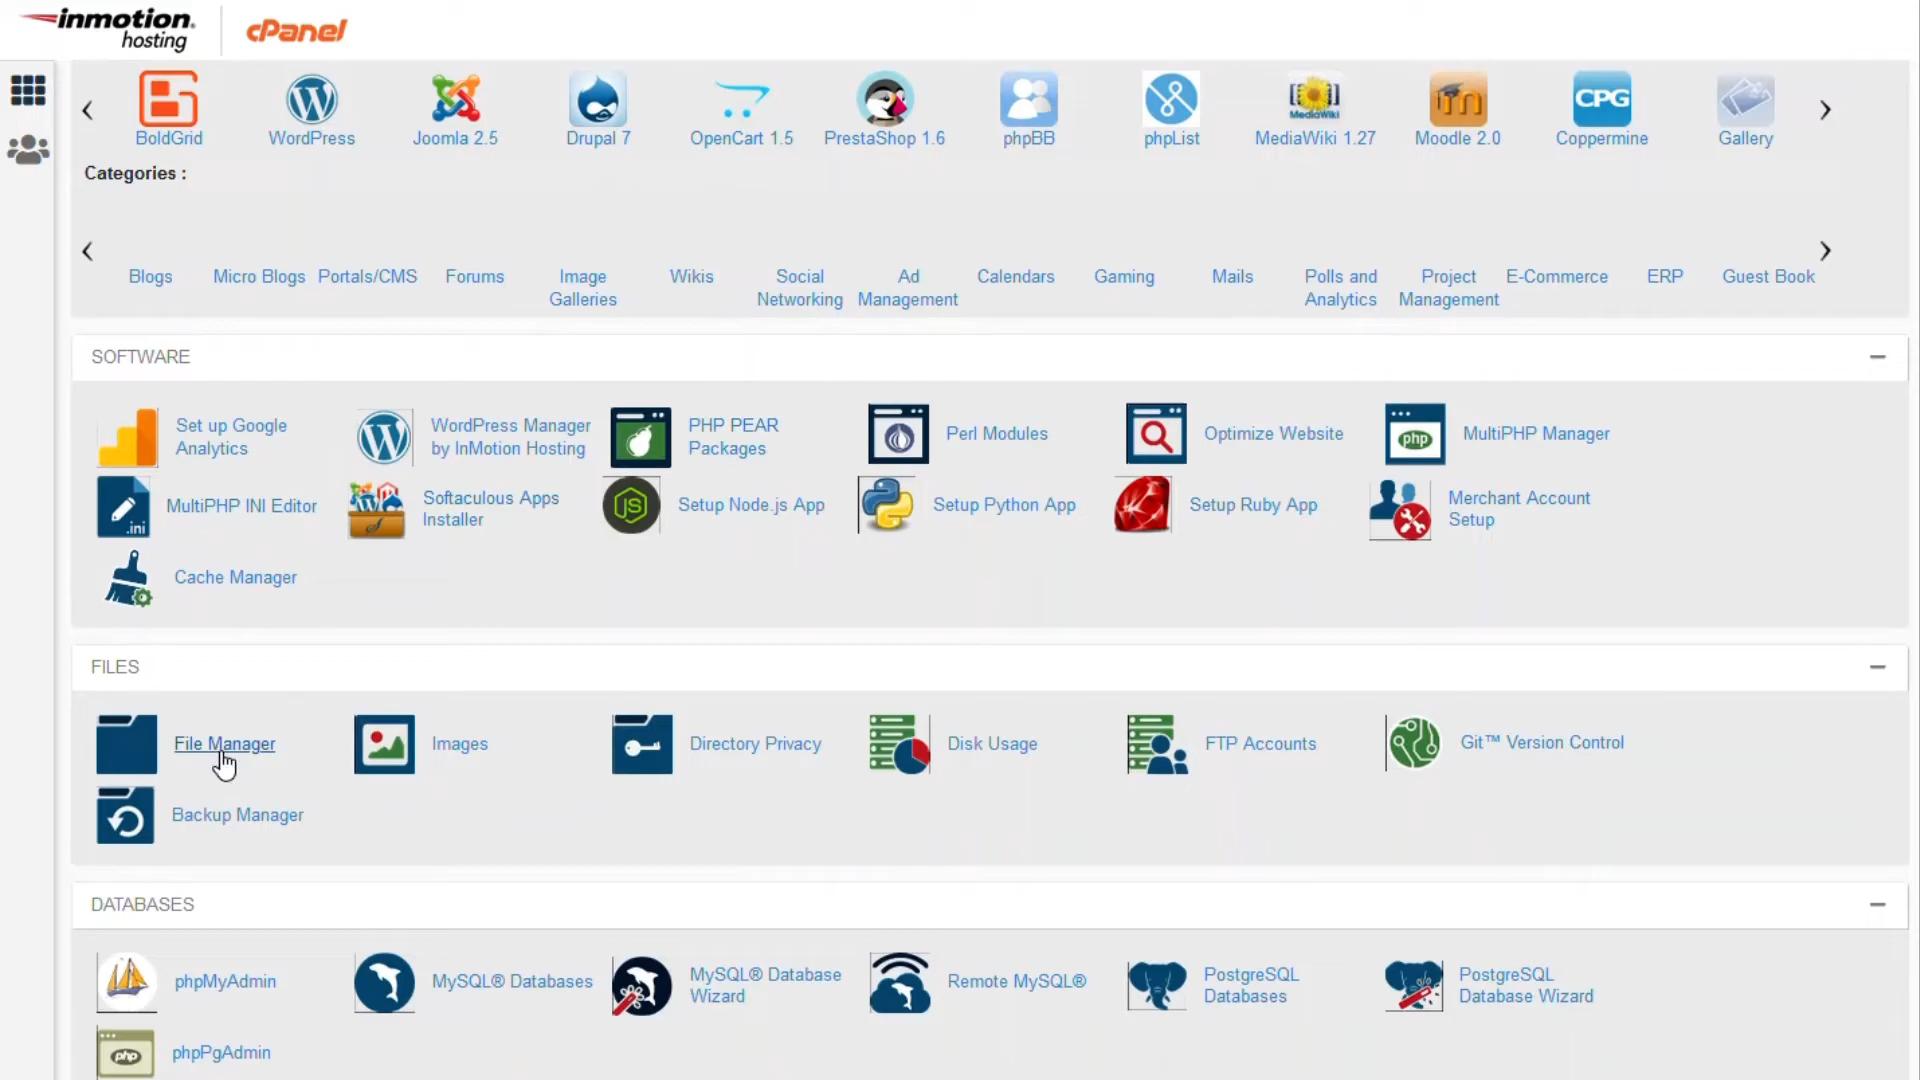 inmotion
hosting
cPanel
BoldGrid
WordPress
Joomla 2.5
Drupal 7
OpenCart 1.5
PrestaShop 1.6
phpBB
phpList
MediaWiki
MediaWiki 1.27
Moodle 2.0
CPG
Coppermine
Gallery
Categories :
Blogs
Micro Blogs
Portals/CMS
Forums
Image
Galleries
Wikis
Social
Networking
Ad
Management
Calendars
Gaming
Mails
Polls and
Analytics
Project
Management
E-Commerce
ERP
Guest Book
SOFTWARE
Set up Google
Analytics
WordPress Manager
by InMotion Hosting
PHP PEAR
Packages
Perl Modules
Optimize Website
php
MultiPHP Manager
.ini
MultiPHP INI Editor
Softaculous Apps
Installer
JS
Setup Node.js App
Setup Python App
Setup Ruby App
Merchant Account
Setup
Cache Manager
FILES
File Manager
Images
Directory Privacy
Disk Usage
FTP Accounts
Git™ Version Control
Backup Manager
DATABASES
phpMyAdmin
MySQL® Databases
MySQL® Database
Wizard
Remote MySQL®
PostgreSQL
Databases
PostgreSQL
Database Wizard
php
phpPgAdmin